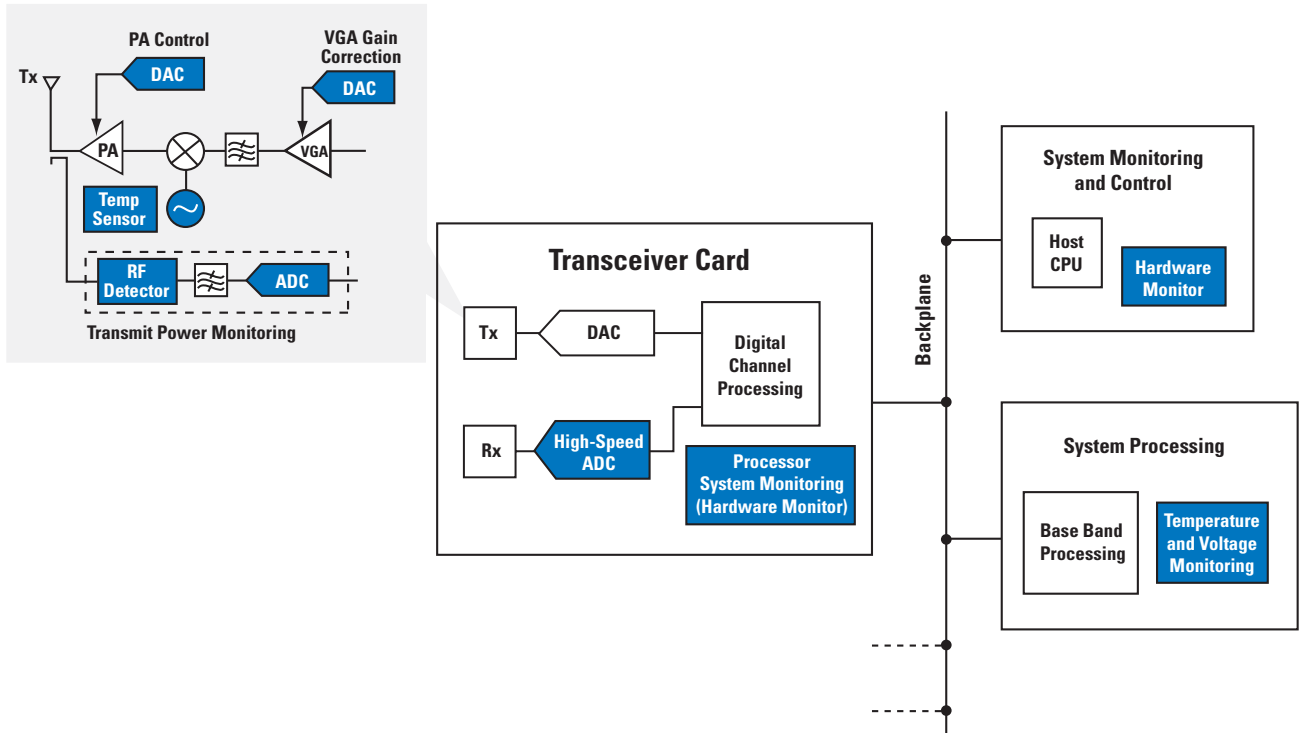 PA Control
VGA Gain
Correction
Tx
DAC
DAC
PA
VGA
Temp
Sensor
RF
Detector
ADC
Transmit Power Monitoring
Transceiver Card
Tx
DAC
Digital
Channel
Processing
Rx
High-Speed
ADC
Processor
System Monitoring
(Hardware Monitor)
Backplane
System Monitoring
and Control
Host
CPU
Hardware
Monitor
System Processing
Base Band
Processing
Temperature
and Voltage
Monitoring